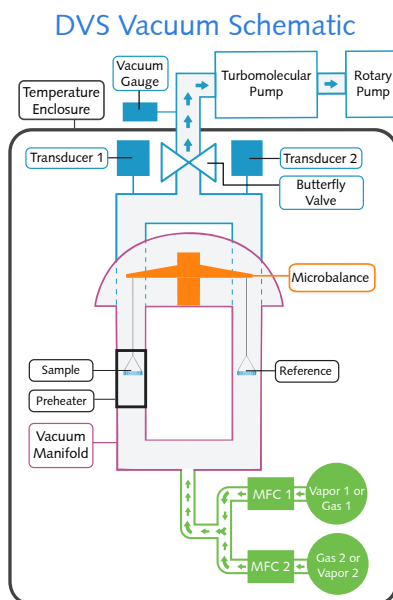 DVS Vacuum Schematic
Vacuum
Gauge
Turbomolecular
Pump
Rotary
Pump
Temperature
Enclosure
Transducer 1
Transducer 2
Butterfly
Valve
Microbalance
Sample
Reference
Preheater
Vacuum
Manifold
MFC 1
Vapor 1 or
Gas 1
MFC 2
Gas 2 or
Vapor 2